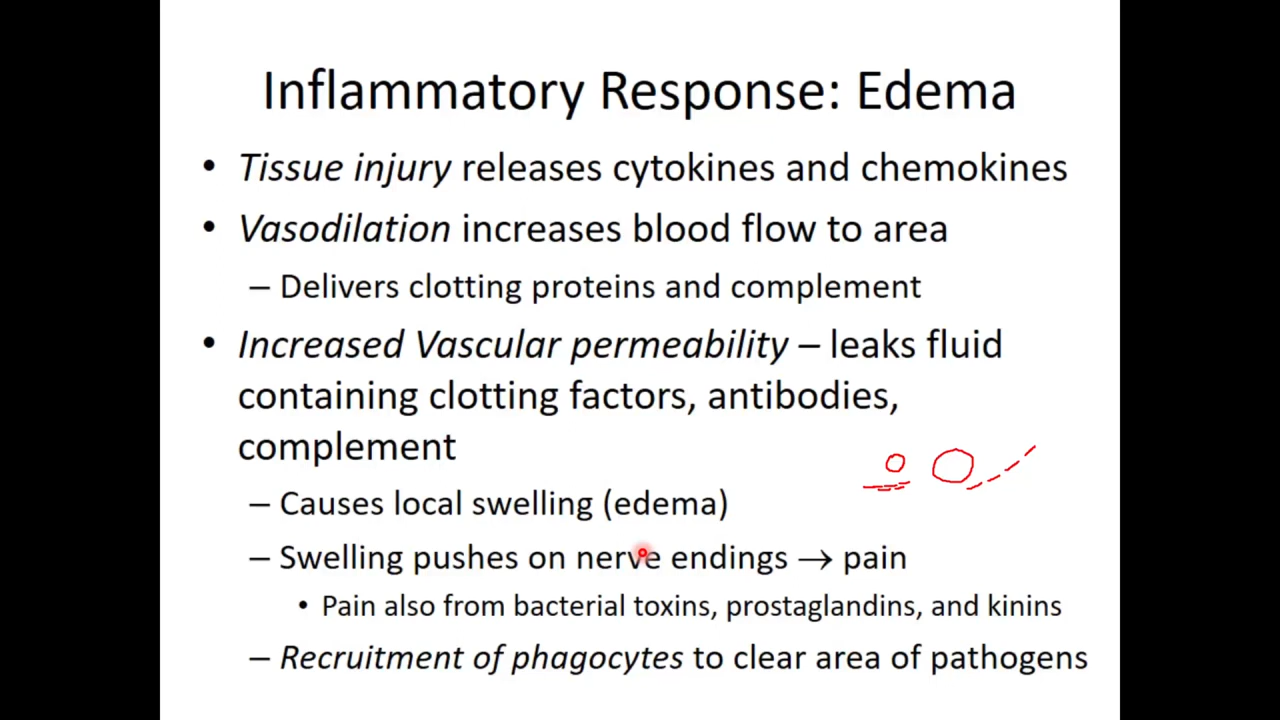 Inflammatory Response: Edema
• Tissue injury releases cytokines and chemokines
• Vasodilation increases blood flow to area
– Delivers clotting proteins and complement
• Increased Vascular permeability – leaks fluid
containing clotting factors, antibodies,
complement
– Causes local swelling (edema)
– Swelling pushes on nerve endings → pain
• Pain also from bacterial toxins, prostaglandins, and kinins
– Recruitment of phagocytes to clear area of pathogens